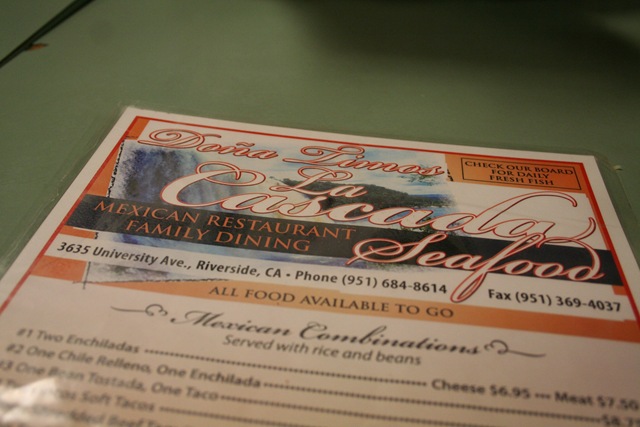 Doña Timos
La
Cascada
Seafood
CHECK OUR BOARD
FOR DAILY
FRESH FISH
MEXICAN RESTAURANT
FAMILY DINING
3635 University Ave., Riverside, CA • Phone (951) 684-8614 Fax (951) 369-4037
ALL FOOD AVAILABLE TO GO
Mexican Combinations
Served with rice and beans
#1 Two Enchiladas Cheese $6.95 --- Meat $7.50
#2 One Chile Relleno, One Enchilada
#3 One Bean Tostada, One Taco
Soft Tacos